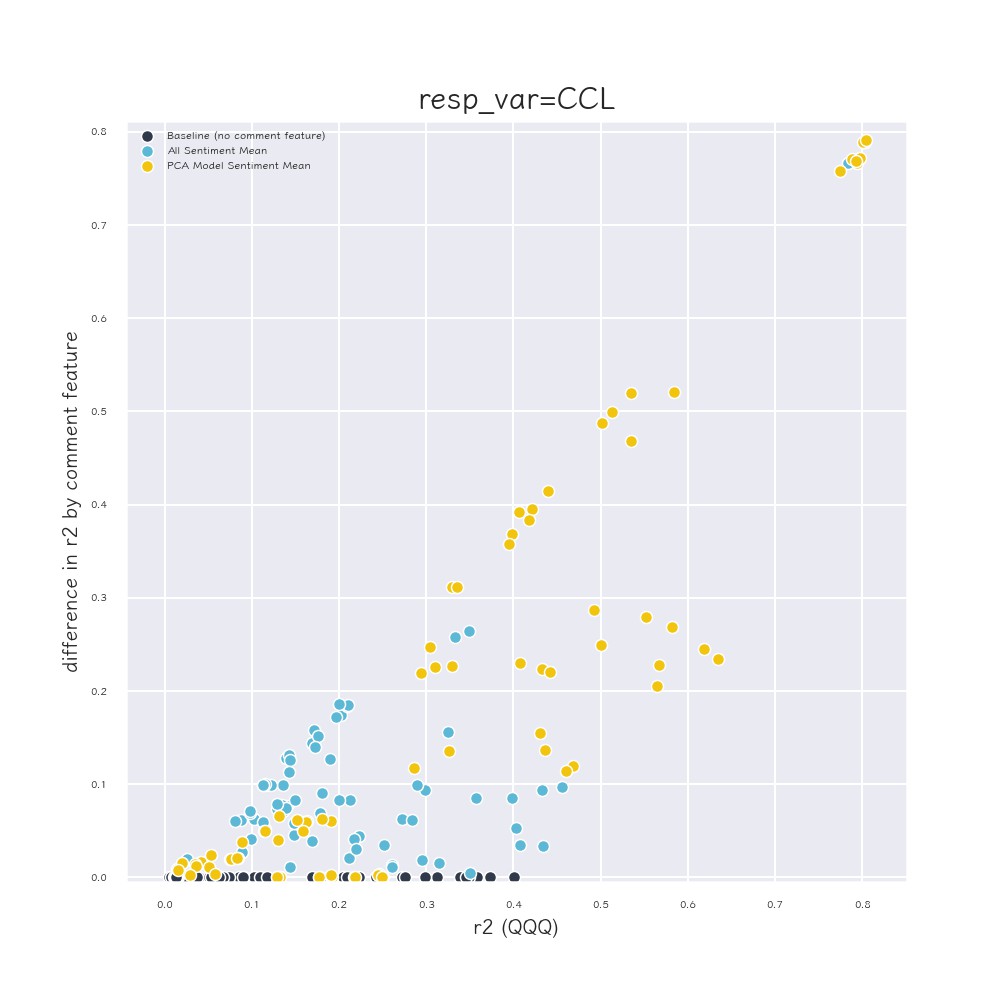 resp_var=CCL
Baseline (no comment feature)
All Sentiment Mean
PCA Model Sentiment Mean
difference in r2 by comment feature
0.8
0.7
0.6
0.5
0.4
0.3
0.2
0.1
0.0
0.0 0.1 0.2 0.3 0.4 0.5 0.6 0.7 0.8
r2 (QQQ)